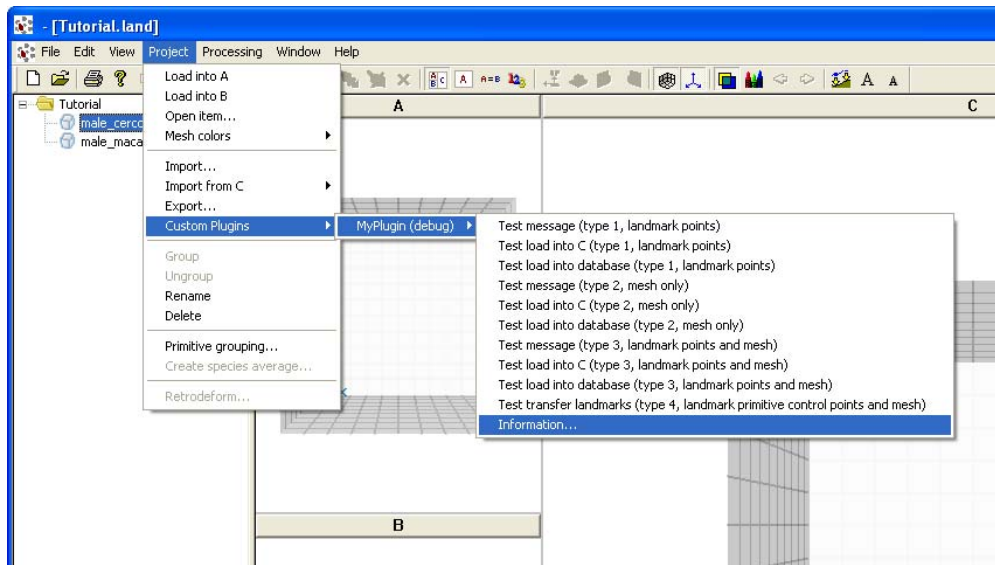 - [Tutorial.land]
File Edit View Project Processing Window Help
A B C A A=B 123 A A
Tutorial
male_cerco
male_maca
Load into A
Load into B
Open item...
Mesh colors
Import...
Import from C
Export...
Custom Plugins
Group
Ungroup
Rename
Delete
Primitive grouping...
Create species average...
Retrodeform...
MyPlugin (debug)
Test message (type 1, landmark points)
Test load into C (type 1, landmark points)
Test load into database (type 1, landmark points)
Test message (type 2, mesh only)
Test load into C (type 2, mesh only)
Test load into database (type 2, mesh only)
Test message (type 3, landmark points and mesh)
Test load into C (type 3, landmark points and mesh)
Test load into database (type 3, landmark points and mesh)
Test transfer landmarks (type 4, landmark primitive control points and mesh)
Information...
A
B
C